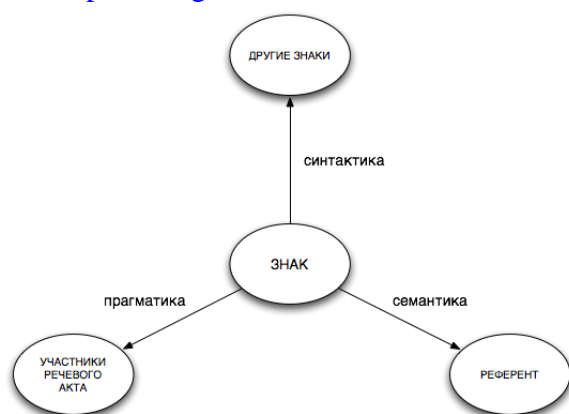 ДРУГИЕ ЗНАКИ
синтактика
ЗНАК
прагматика
семантика
УЧАСТНИКИ
РЕЧЕВОГО
АКТА
РЕФЕРЕНТ